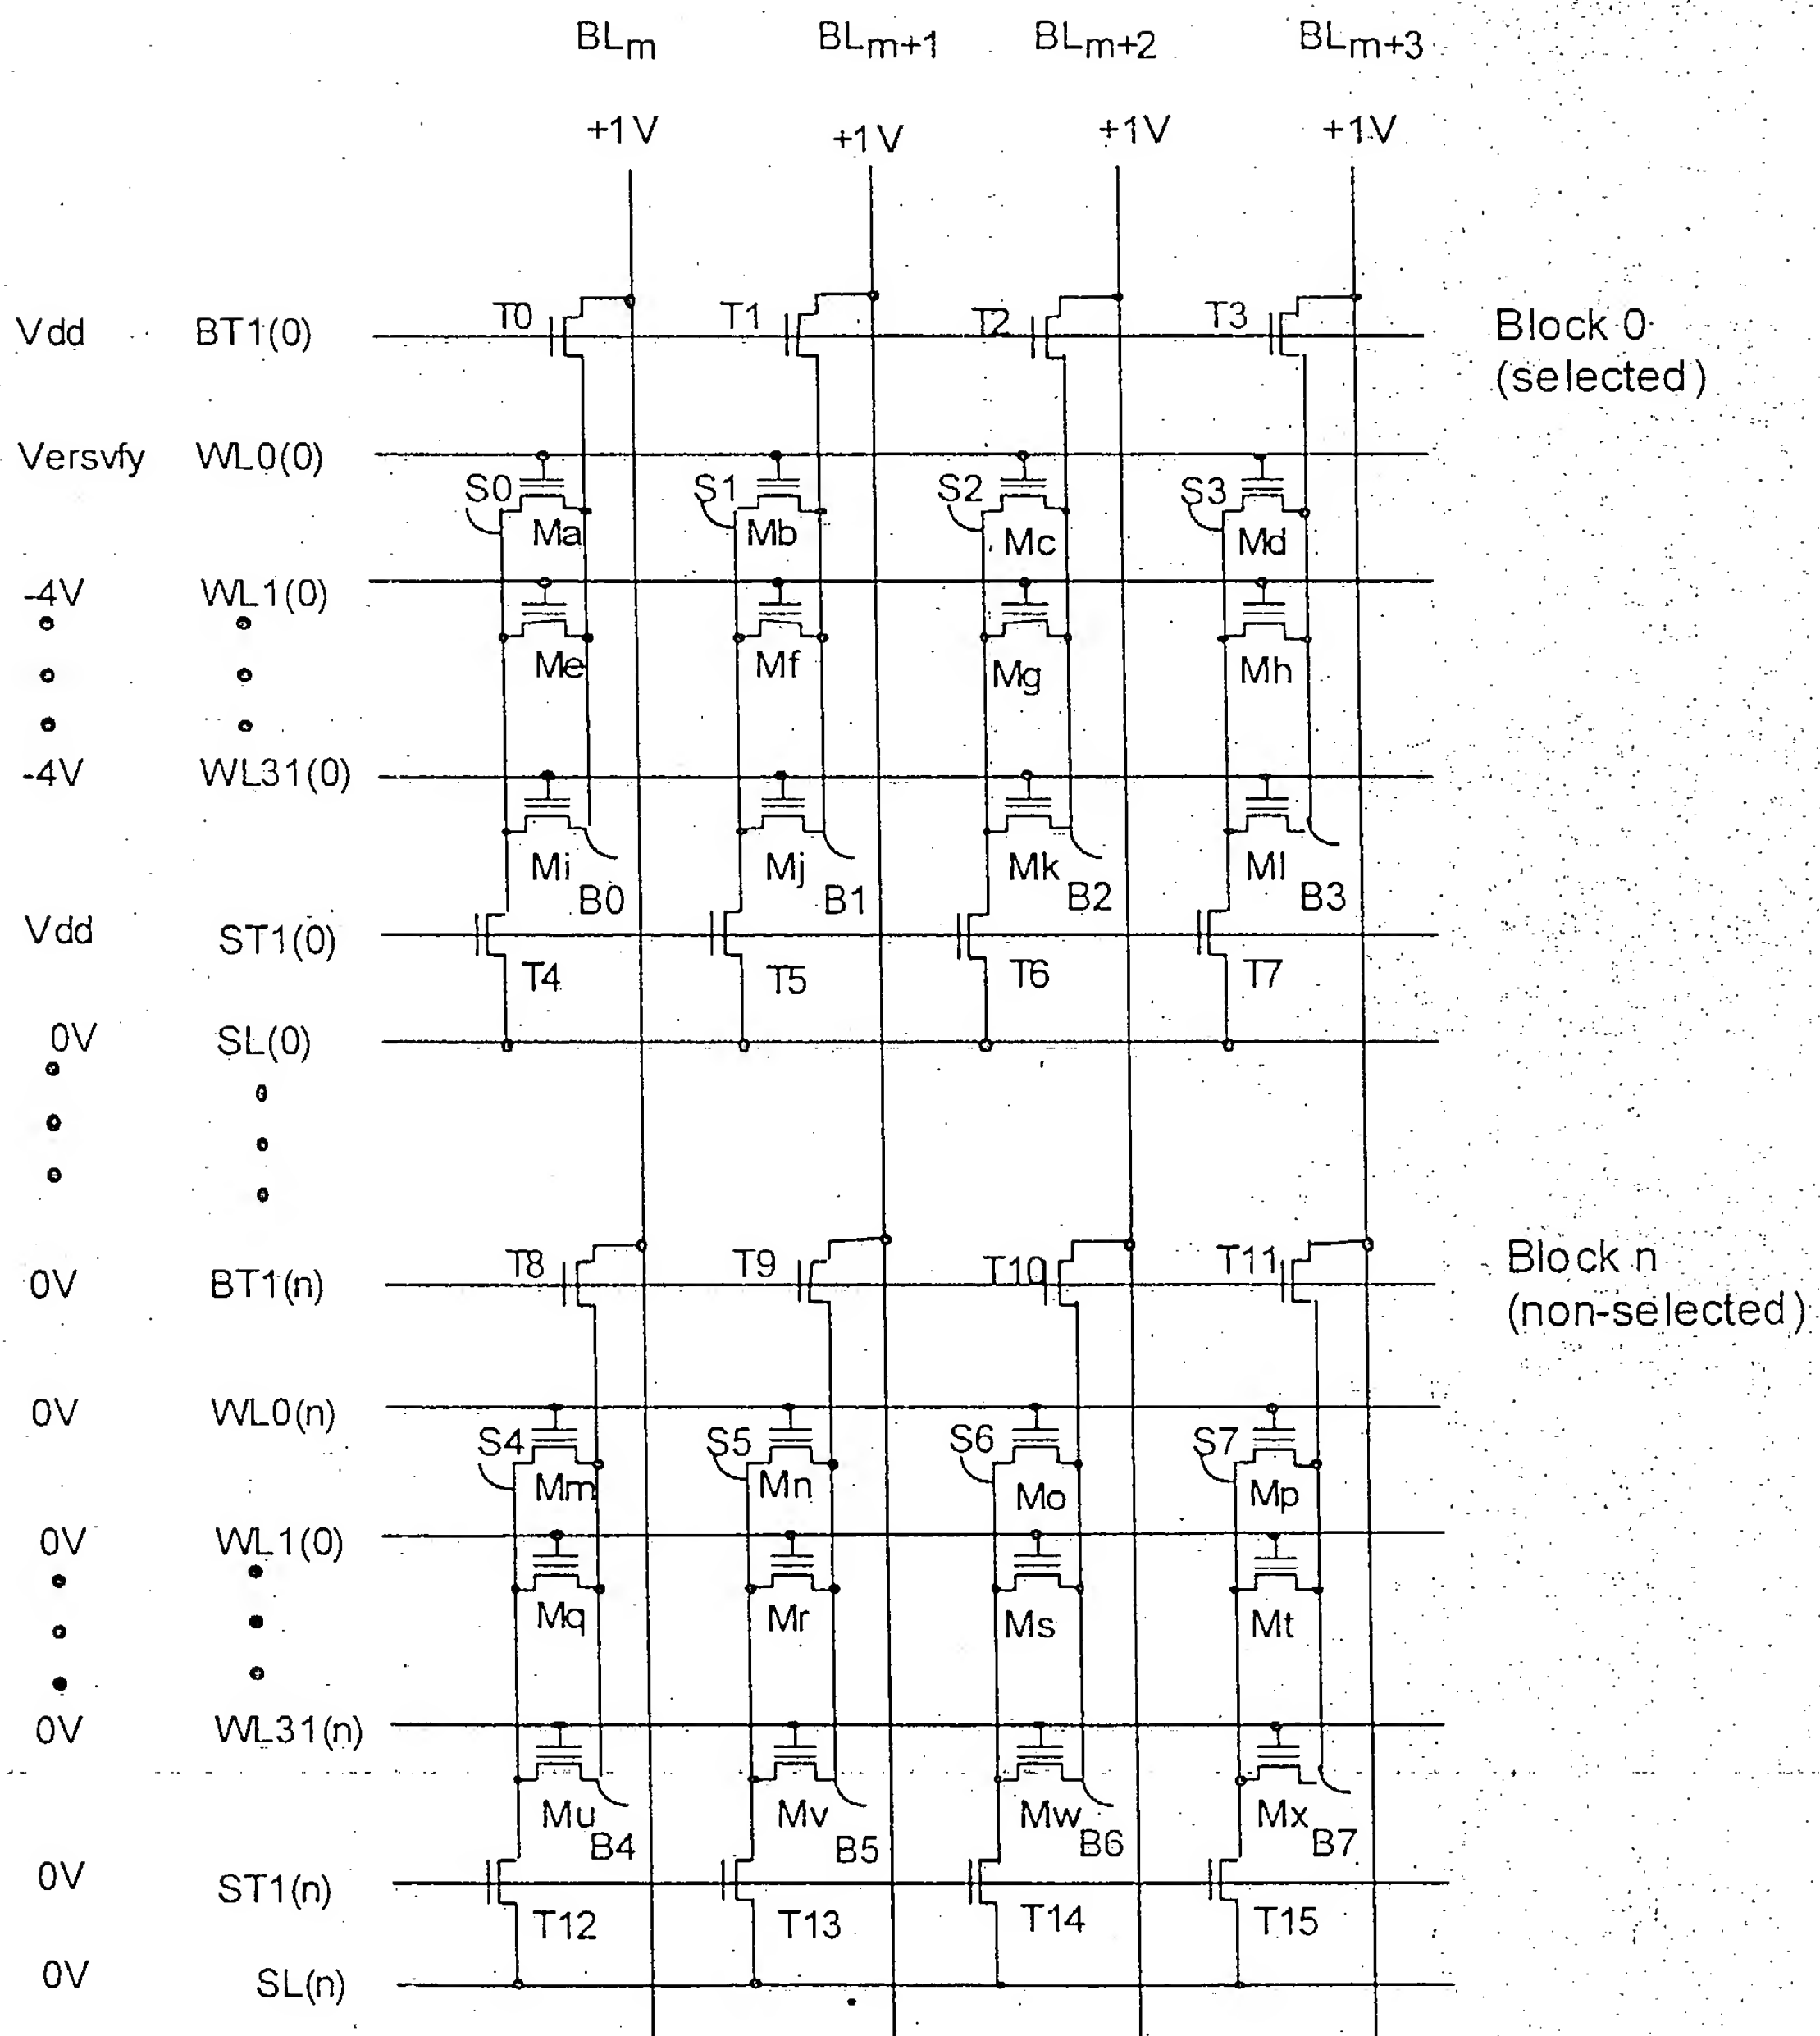 BLm BLm+1 BLm+2 BLm+3
+1V +1V +1V +1V
Vdd BT1(0) T0 T1 T2 T3 Block 0
(selected)
Versvfy WL0(0)
S0 S1 S2 S3
Ma Mb Mc Md
-4V WL1(0)
Me Mf Mg Mh
-4V WL31(0)
Mi Mj Mk Ml
B0 B1 B2 B3
Vdd ST1(0)
T4 T5 T6 T7
0V SL(0)
0V BT1(n) T8 T9 T10 T11 Block n
(non-selected)
0V WL0(n)
S4 S5 S6 S7
Mm Mn Mo Mp
0V WL1(0)
Mq Mr Ms Mt
0V WL31(n)
Mu Mv Mw Mx
B4 B5 B6 B7
0V ST1(n)
T12 T13 T14 T15
0V SL(n)